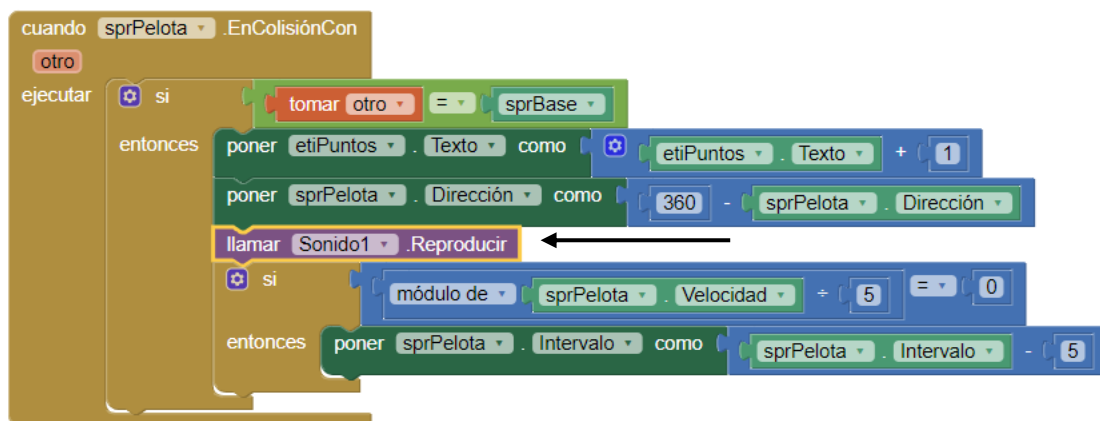 cuando sprPelota .EnColisiónCon
otro
ejecutar si tomar otro = sprBase
entonces poner etiPuntos . Texto como etiPuntos . Texto + 1
poner sprPelota . Dirección como 360 - sprPelota . Dirección
llamar Sonido1 .Reproducir
si módulo de sprPelota . Velocidad ÷ 5 = 0
entonces poner sprPelota . Intervalo como sprPelota . Intervalo - 5